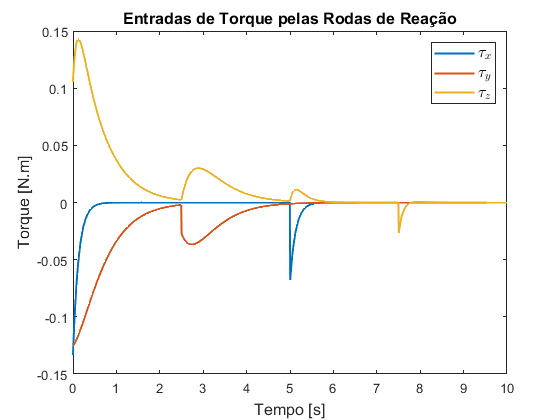 Entradas de Torque pelas Rodas de Reação
0.15
0.1
0.05
0
-0.05
-0.1
-0.15
Torque [N.m]
τx
τy
τz
0 1 2 3 4 5 6 7 8 9 10
Tempo [s]